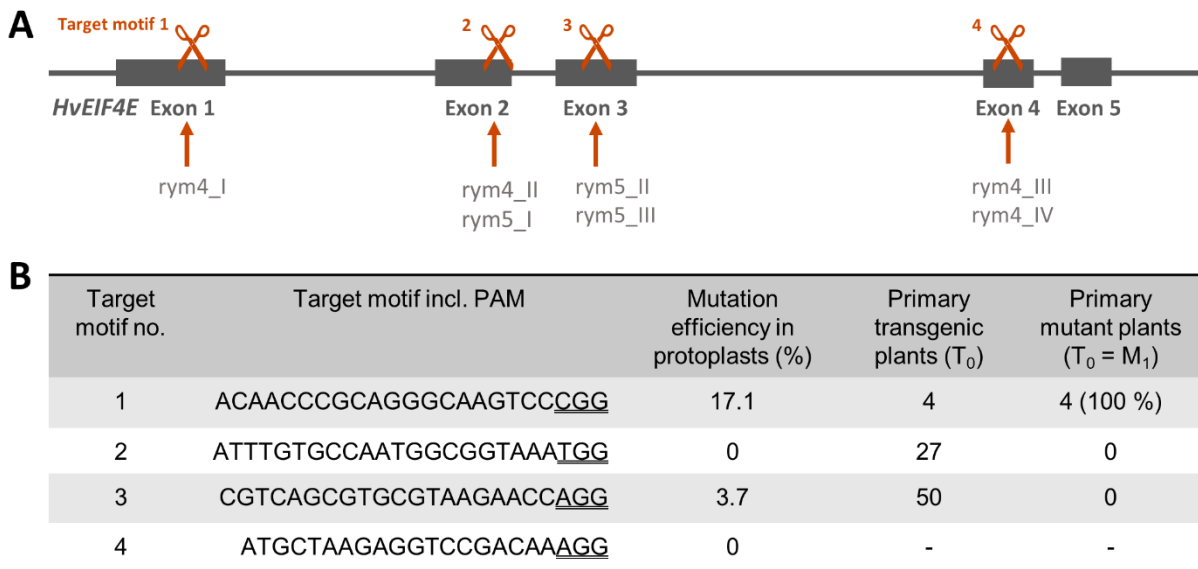 A
Target motif 1 2 3 4
HvEIF4E Exon 1 Exon 2 Exon 3 Exon 4 Exon 5
rym4_I rym4_II rym5_II rym4_III
rym5_I rym5_III rym4_IV
B
Target Target motif incl. PAM Mutation Primary Primary
motif no. efficiency in transgenic mutant plants
protoplasts (%) plants (T0) (T0 = M1)
1 ACAACCCGCAGGGCAAGTCCCGG 17.1 4 4 (100 %)
2 ATTTGTGCCAATGGCGGTAAATGG 0 27 0
3 CGTCAGCGTGCGTAAGAACCAGG 3.7 50 0
4 ATGCTAAGAGGTCCGACAAAGG 0 - -